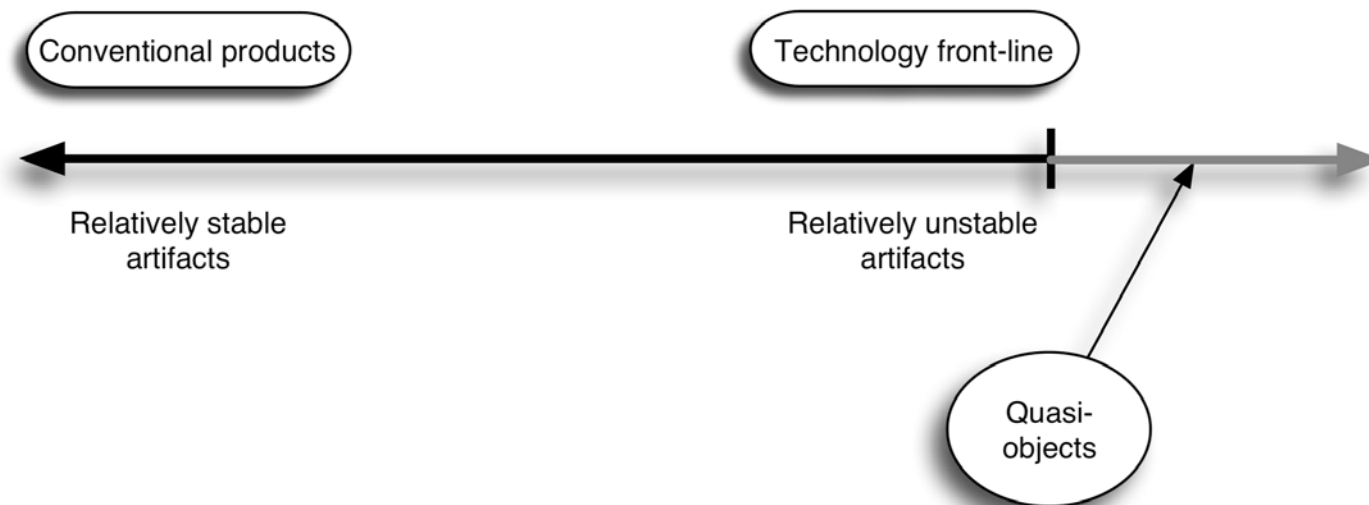 Conventional products
Technology front-line
Relatively stable
artifacts
Relatively unstable
artifacts
Quasi-
objects